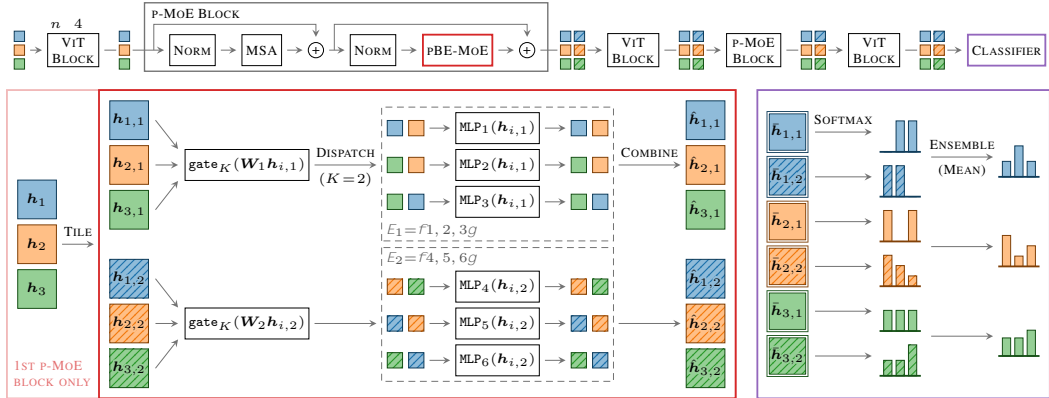 n 4
P-MOE BLOCK
VIT
BLOCK
NORM
MSA
+
NORM
PBE-MOE
+
VIT
BLOCK
P-MOE
BLOCK
VIT
BLOCK
CLASSIFIER
h1
h2
h3
TILE
1ST P-MOE
BLOCK ONLY
h1,1
h2,1
h3,1
gateK(W1hi,1)
DISPATCH
(K=2)
MLP1(hi,1)
MLP2(hi,1)
MLP3(hi,1)
E1=f1, 2, 3g
COMBINE
ĥ1,1
ĥ2,1
ĥ3,1
h1,2
h2,2
h3,2
gateK(W2hi,2)
E2=f4, 5, 6g
MLP4(hi,2)
MLP5(hi,2)
MLP6(hi,2)
ĥ1,2
ĥ2,2
ĥ3,2
h̄1,1
h̄1,2
h̄2,1
h̄2,2
h̄3,1
h̄3,2
SOFTMAX
ENSEMBLE
(MEAN)